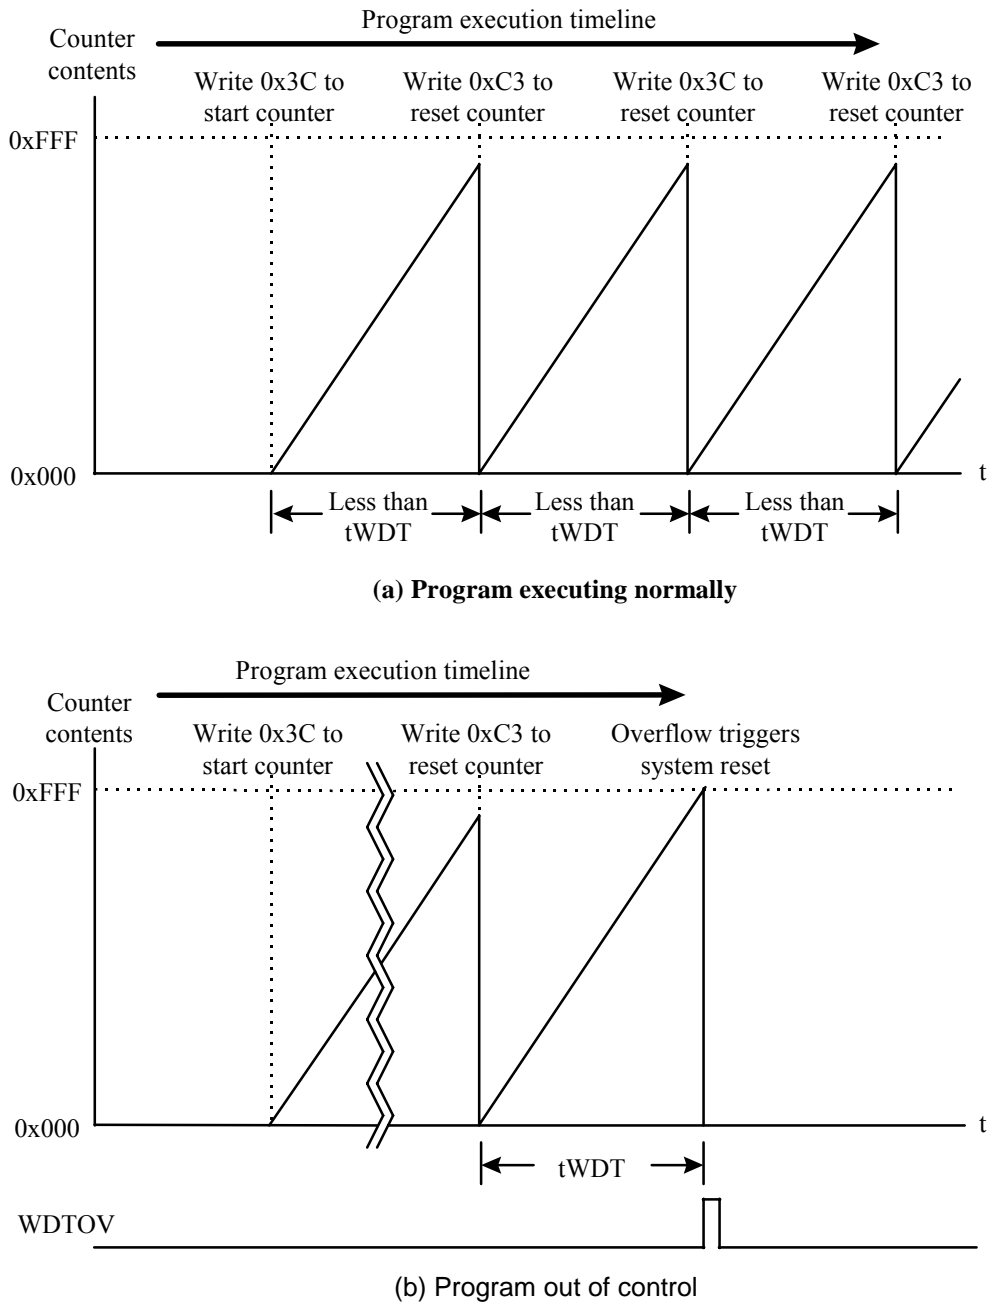 Program execution timeline
Counter
contents
Write 0x3C to
start counter
Write 0xC3 to
reset counter
Write 0x3C to
reset counter
Write 0xC3 to
reset counter
0xFFF
0x000
t
Less than
tWDT
Less than
tWDT
Less than
tWDT
(a) Program executing normally
Program execution timeline
Counter
contents
Write 0x3C to
start counter
Write 0xC3 to
reset counter
Overflow triggers
system reset
0xFFF
0x000
t
tWDT
WDTOV
(b) Program out of control